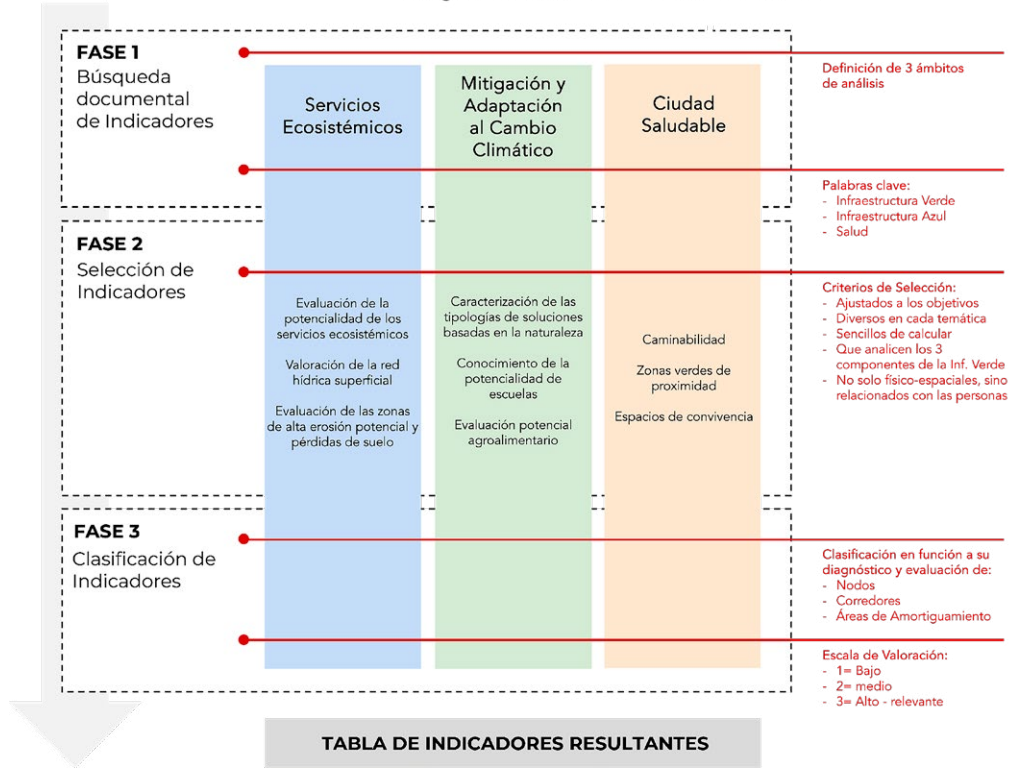 FASE 1
Búsqueda
documental
de Indicadores
Servicios
Ecosistémicos
Mitigación y
Adaptación
al Cambio
Climático
Ciudad
Saludable
Definición de 3 ámbitos
de análisis
Palabras clave:
- Infraestructura Verde
- Infraestructura Azul
- Salud
FASE 2
Selección de
Indicadores
Evaluación de la
potencialidad de los
servicios ecosistémicos
Valoración de la red
hídrica superficial
Evaluación de las zonas
de alta erosión potencial y
pérdidas de suelo
Caracterización de las
tipologías de soluciones
basadas en la naturaleza
Conocimiento de la
potencialidad de
escuelas
Evaluación potencial
agroalimentario
Caminabilidad
Zonas verdes de
proximidad
Espacios de convivencia
Criterios de Selección:
- Ajustados a los objetivos
- Diversos en cada temática
- Sencillos de calcular
- Que analicen los 3
componentes de la Inf. Verde
- No solo físico-espaciales, sino
relacionados con las personas
FASE 3
Clasificación de
Indicadores
Clasificación en función a su
diagnóstico y evaluación de:
- Nodos
- Corredores
- Áreas de Amortiguamiento
Escala de Valoración:
- 1= Bajo
- 2= medio
- 3= Alto - relevante
TABLA DE INDICADORES RESULTANTES